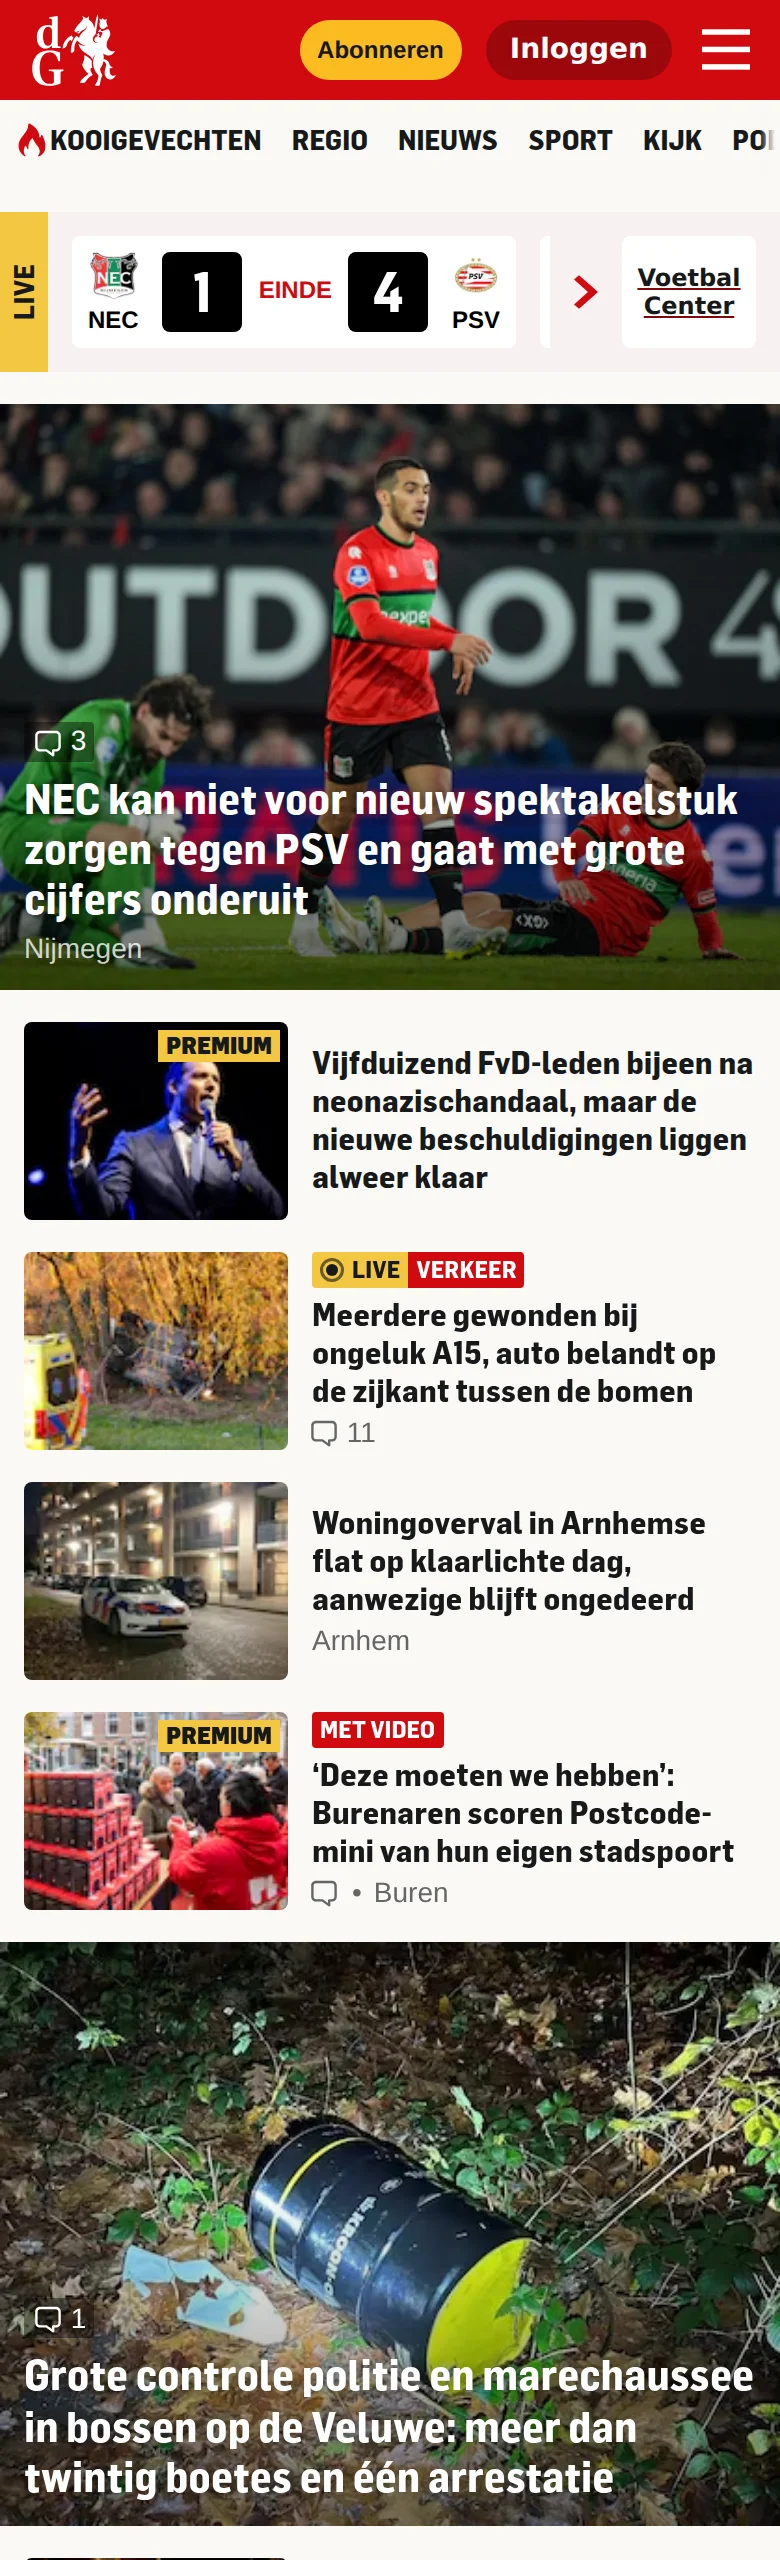 dG
Abonneren
Inloggen
KOOIGEVECHTEN REGIO NIEUWS SPORT KIJK
LIVE
NEC
NEC
1
EINDE
4
PSV
PSV
Voetbal
Center
OUTDOOR 4
3
NEC kan niet voor nieuw spektakelstuk
zorgen tegen PSV en gaat met grote
cijfers onderuit
Nijmegen
PREMIUM
Vijfduizend FvD-leden bijeen na
neonazischandaal, maar de
nieuwe beschuldigingen liggen
alweer klaar
LIVE VERKEER
Meerdere gewonden bij
ongeluk A15, auto belandt op
de zijkant tussen de bomen
11
Woningoverval in Arnhemse
flat op klaarlichte dag,
aanwezige blijft ongedeerd
Arnhem
PREMIUM
MET VIDEO
‘Deze moeten we hebben’:
Burenaren scoren Postcode-
mini van hun eigen stadspoort
• Buren
1
Grote controle politie en marechaussee
in bossen op de Veluwe: meer dan
twintig boetes en één arrestatie